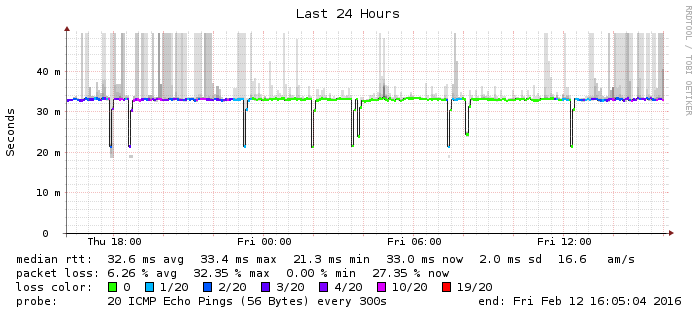 Last 24 Hours
RRDTOOL / TOBI OETIKER
Seconds
40 m
30 m
20 m
10 m
0
Thu 18:00 Fri 00:00 Fri 06:00 Fri 12:00
median rtt: 32.6 ms avg 33.4 ms max 21.3 ms min 33.0 ms now 2.0 ms sd 16.6 am/s
packet loss: 6.26 % avg 32.35 % max 0.00 % min 27.35 % now
loss color: 0 1/20 2/20 3/20 4/20 10/20 19/20
probe: 20 ICMP Echo Pings (56 Bytes) every 300s end: Fri Feb 12 16:05:04 2016